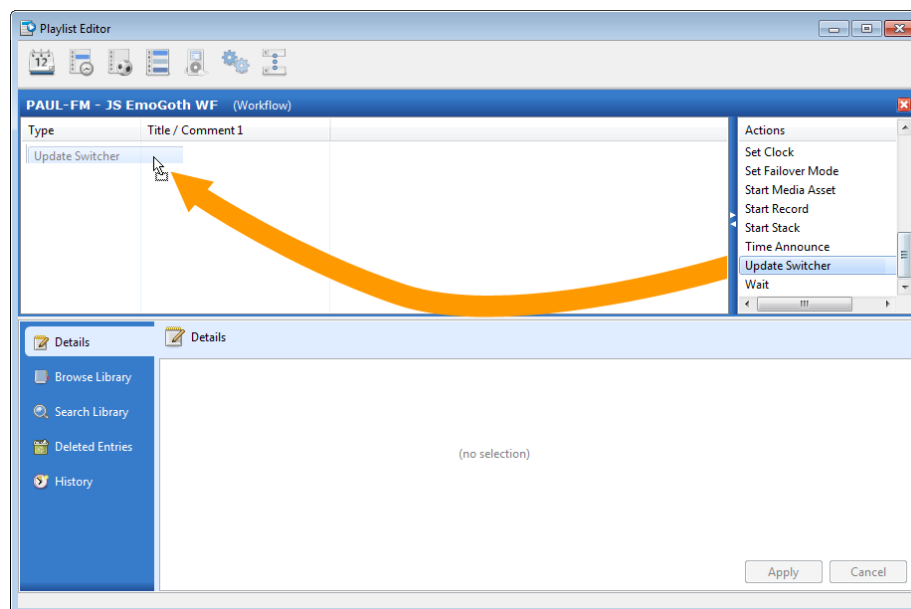 Playlist Editor
12
PAUL-FM - JS EmoGoth WF (Workflow)
Type Title / Comment 1
Update Switcher
Actions
Set Clock
Set Failover Mode
Start Media Asset
Start Record
Start Stack
Time Announce
Update Switcher
Wait
Details
Browse Library
Search Library
Deleted Entries
History
Details
(no selection)
Apply Cancel